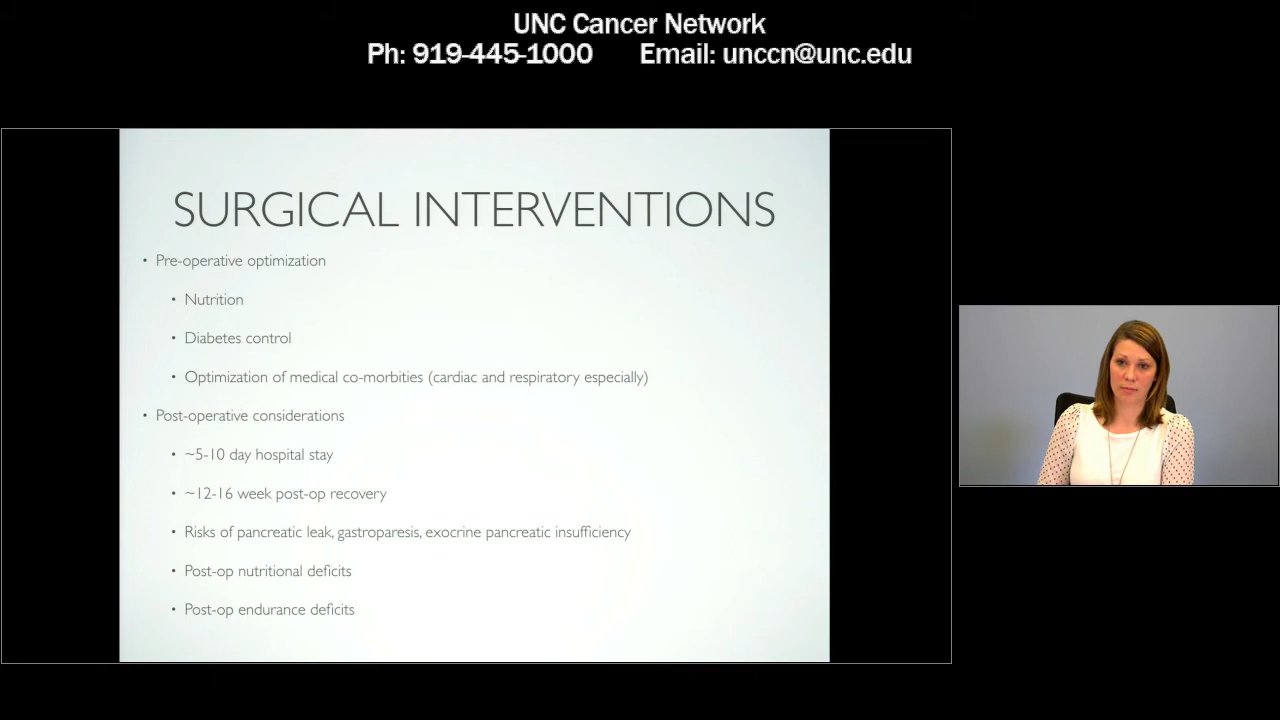 UNC Cancer Network
Ph: 919-445-1000 Email: unccn@unc.edu
SURGICAL INTERVENTIONS
• Pre-operative optimization
• Nutrition
• Diabetes control
• Optimization of medical co-morbities (cardiac and respiratory especially)
• Post-operative considerations
• ~5-10 day hospital stay
• ~12-16 week post-op recovery
• Risks of pancreatic leak, gastroparesis, exocrine pancreatic insufficiency
• Post-op nutritional deficits
• Post-op endurance deficits